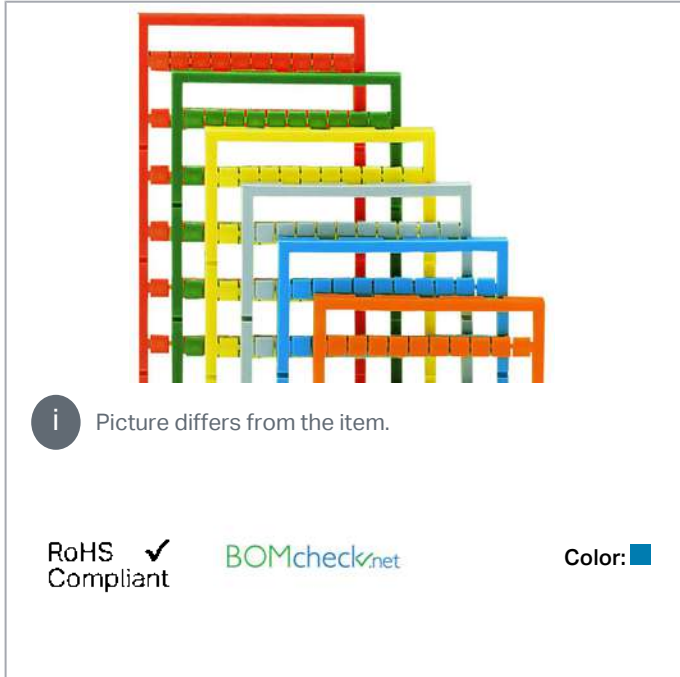 i Picture differs from the item.
RoHS ✓
Compliant
BOMcheck.net
Color: